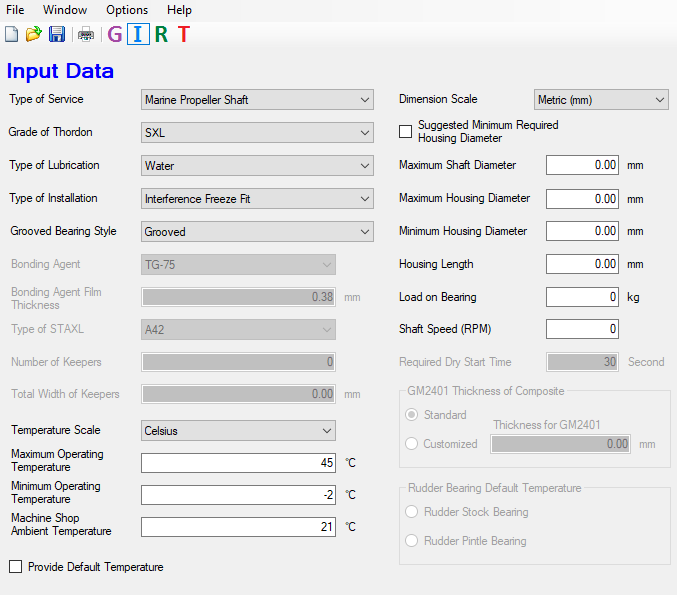 File Window Options Help
G I R T
Input Data
Type of Service Marine Propeller Shaft
Grade of Thordon SXL
Type of Lubrication Water
Type of Installation Interference Freeze Fit
Grooved Bearing Style Grooved
Bonding Agent TG-75
Bonding Agent Film
Thickness 0.38 mm
Type of STAXL A42
Number of Keepers 0
Total Width of Keepers 0.00 mm
Temperature Scale Celsius
Maximum Operating
Temperature 45 °C
Minimum Operating
Temperature -2 °C
Machine Shop
Ambient Temperature 21 °C
Provide Default Temperature
Dimension Scale Metric (mm)
Suggested Minimum Required
Housing Diameter
Maximum Shaft Diameter 0.00 mm
Maximum Housing Diameter 0.00 mm
Minimum Housing Diameter 0.00 mm
Housing Length 0.00 mm
Load on Bearing 0 kg
Shaft Speed (RPM) 0
Required Dry Start Time 30 Second
GM2401 Thickness of Composite
Standard
Thickness for GM2401
Customized 0.00 mm
Rudder Bearing Default Temperature
Rudder Stock Bearing
Rudder Pintle Bearing